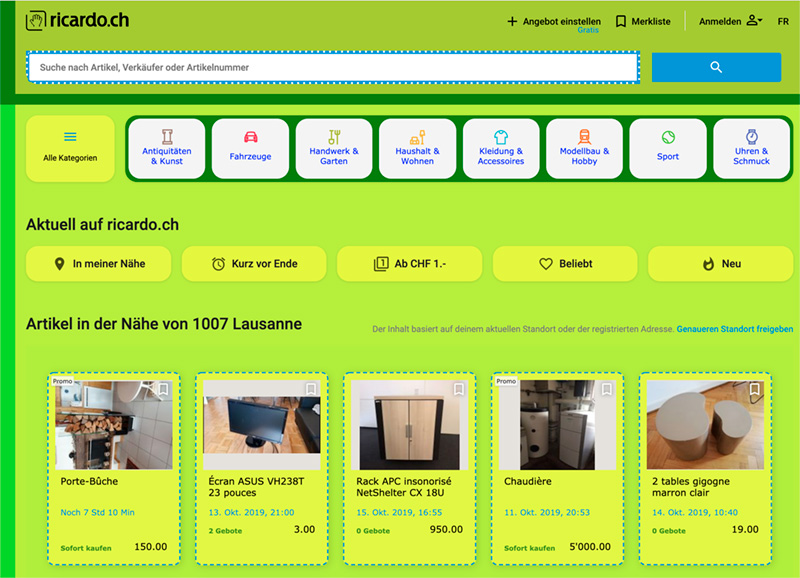 ricardo.ch
Angebot einstellen
Gratis
Merkliste
Anmelden
FR
Suche nach Artikel, Verkäufer oder Artikelnummer
Alle Kategorien
Antiquitäten
& Kunst
Fahrzeuge
Handwerk &
Garten
Haushalt &
Wohnen
Kleidung &
Accessoires
Modellbau &
Hobby
Sport
Uhren &
Schmuck
Aktuell auf ricardo.ch
In meiner Nähe
Kurz vor Ende
1
Ab CHF 1.-
Beliebt
Neu
Artikel in der Nähe von 1007 Lausanne
Der Inhalt basiert auf deinem aktuellen Standort oder der registrierten Adresse. Genaueren Standort freigeben
Promo
Porte-Bûche
Noch 7 Std 10 Min
Sofort kaufen 150.00
Écran ASUS VH238T
23 pouces
13. Okt. 2019, 21:00
2 Gebote 3.00
Rack APC insonorisé
NetShelter CX 18U
15. Okt. 2019, 16:55
0 Gebote 950.00
Promo
Chaudière
11. Okt. 2019, 20:53
Sofort kaufen 5'000.00
2 tables gigogne
marron clair
14. Okt. 2019, 10:40
0 Gebote 19.00